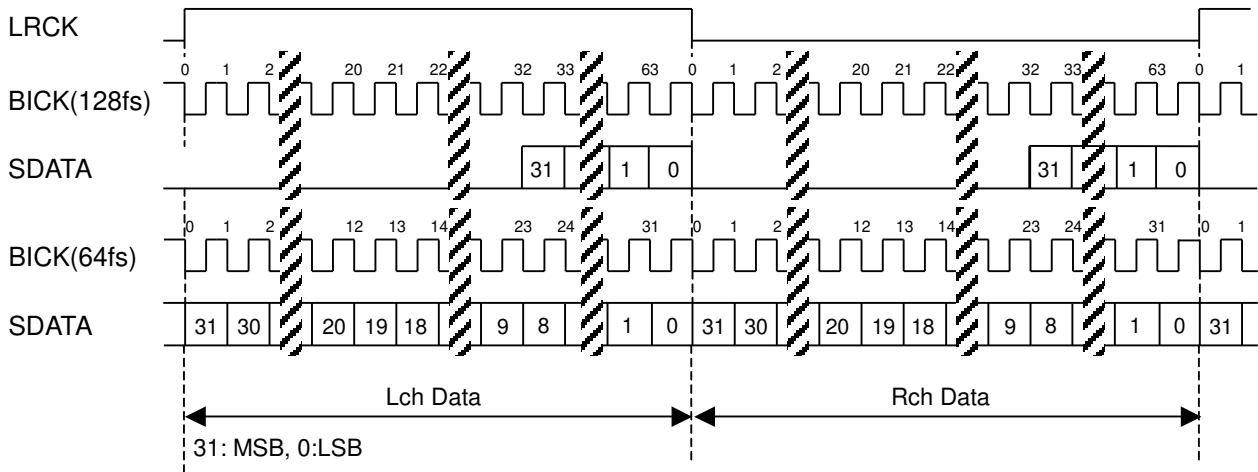 LRCK
0 1 2 20 21 22 32 33 63 0 1 2 20 21 22 32 33 63 0 1
BICK(128fs)
SDATA 31 1 0 31 1 0
0 1 2 12 13 14 23 24 31 0 1 2 12 13 14 23 24 31 0 1
BICK(64fs)
SDATA 31 30 20 19 18 9 8 1 0 31 30 20 19 18 9 8 1 0 31
Lch Data Rch Data
31: MSB, 0:LSB